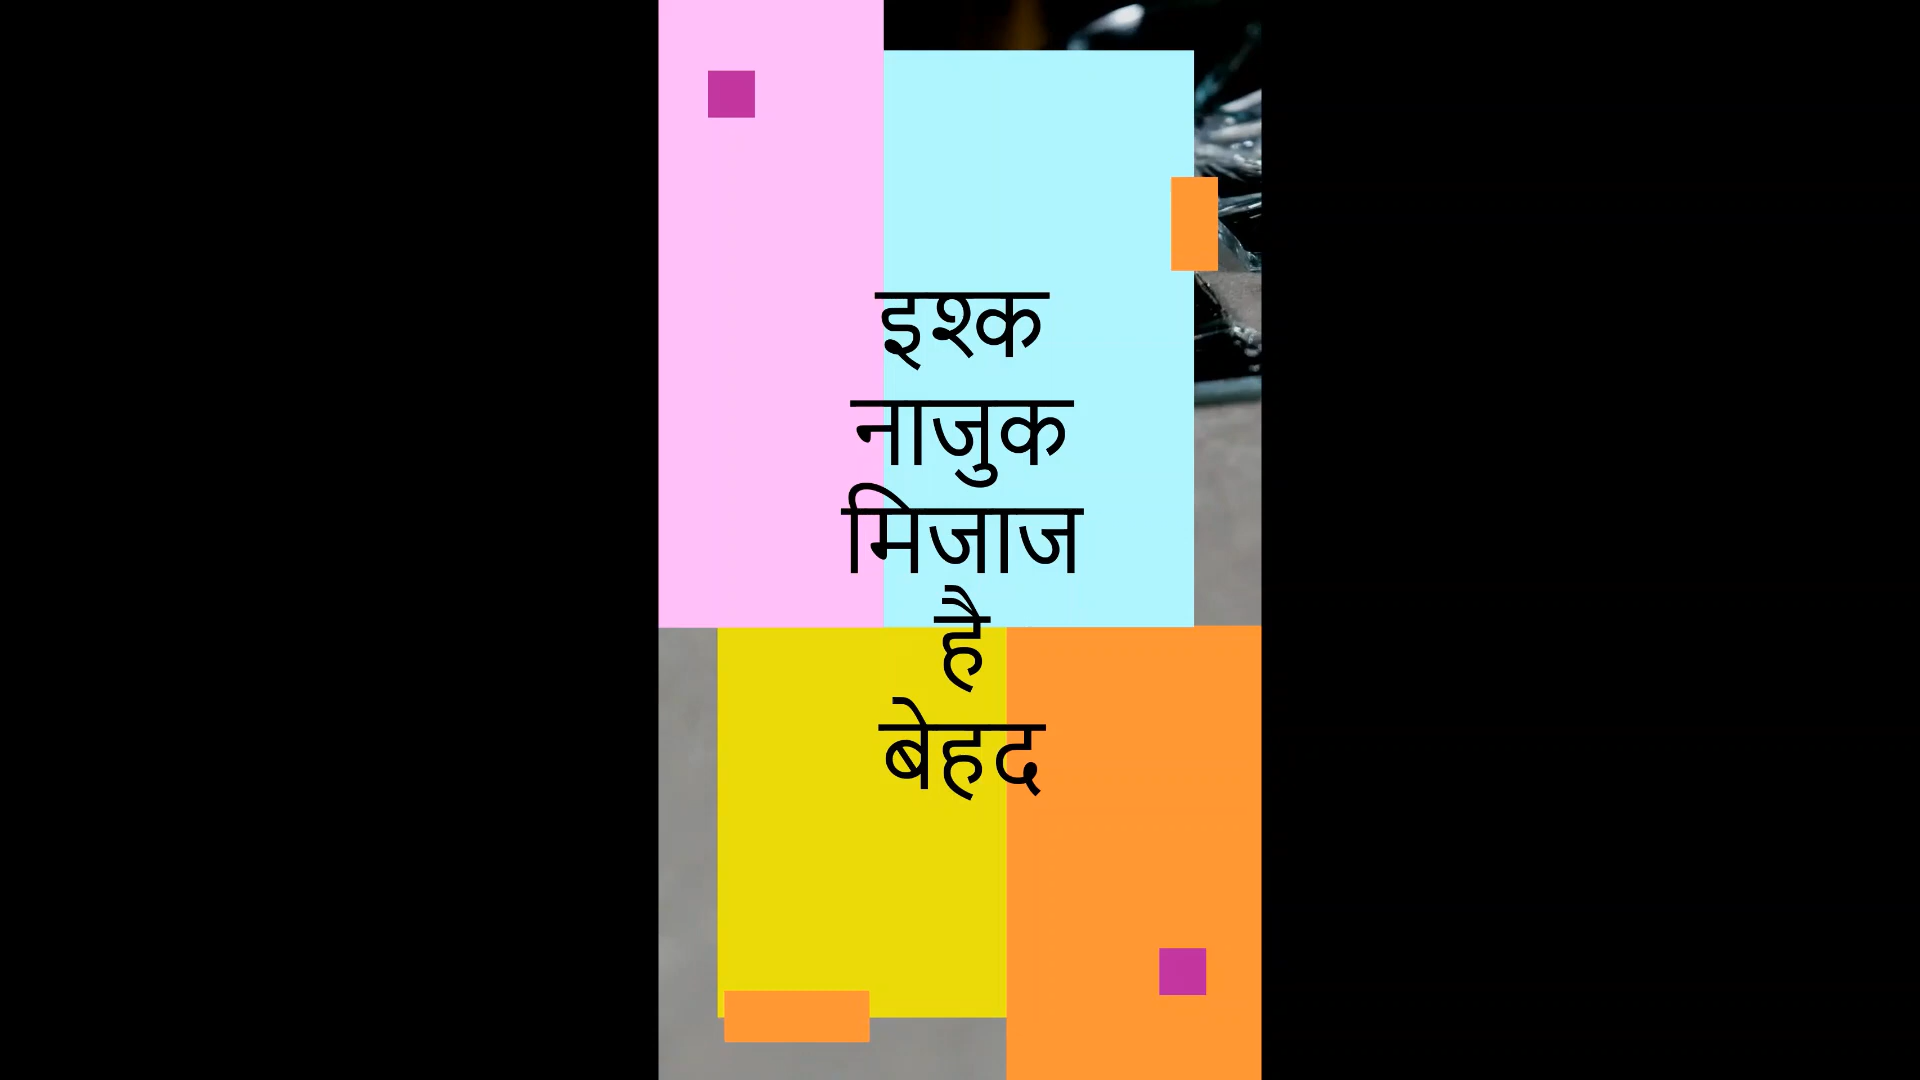 इश्क
नाजुक
मिजाज
है
बेहद